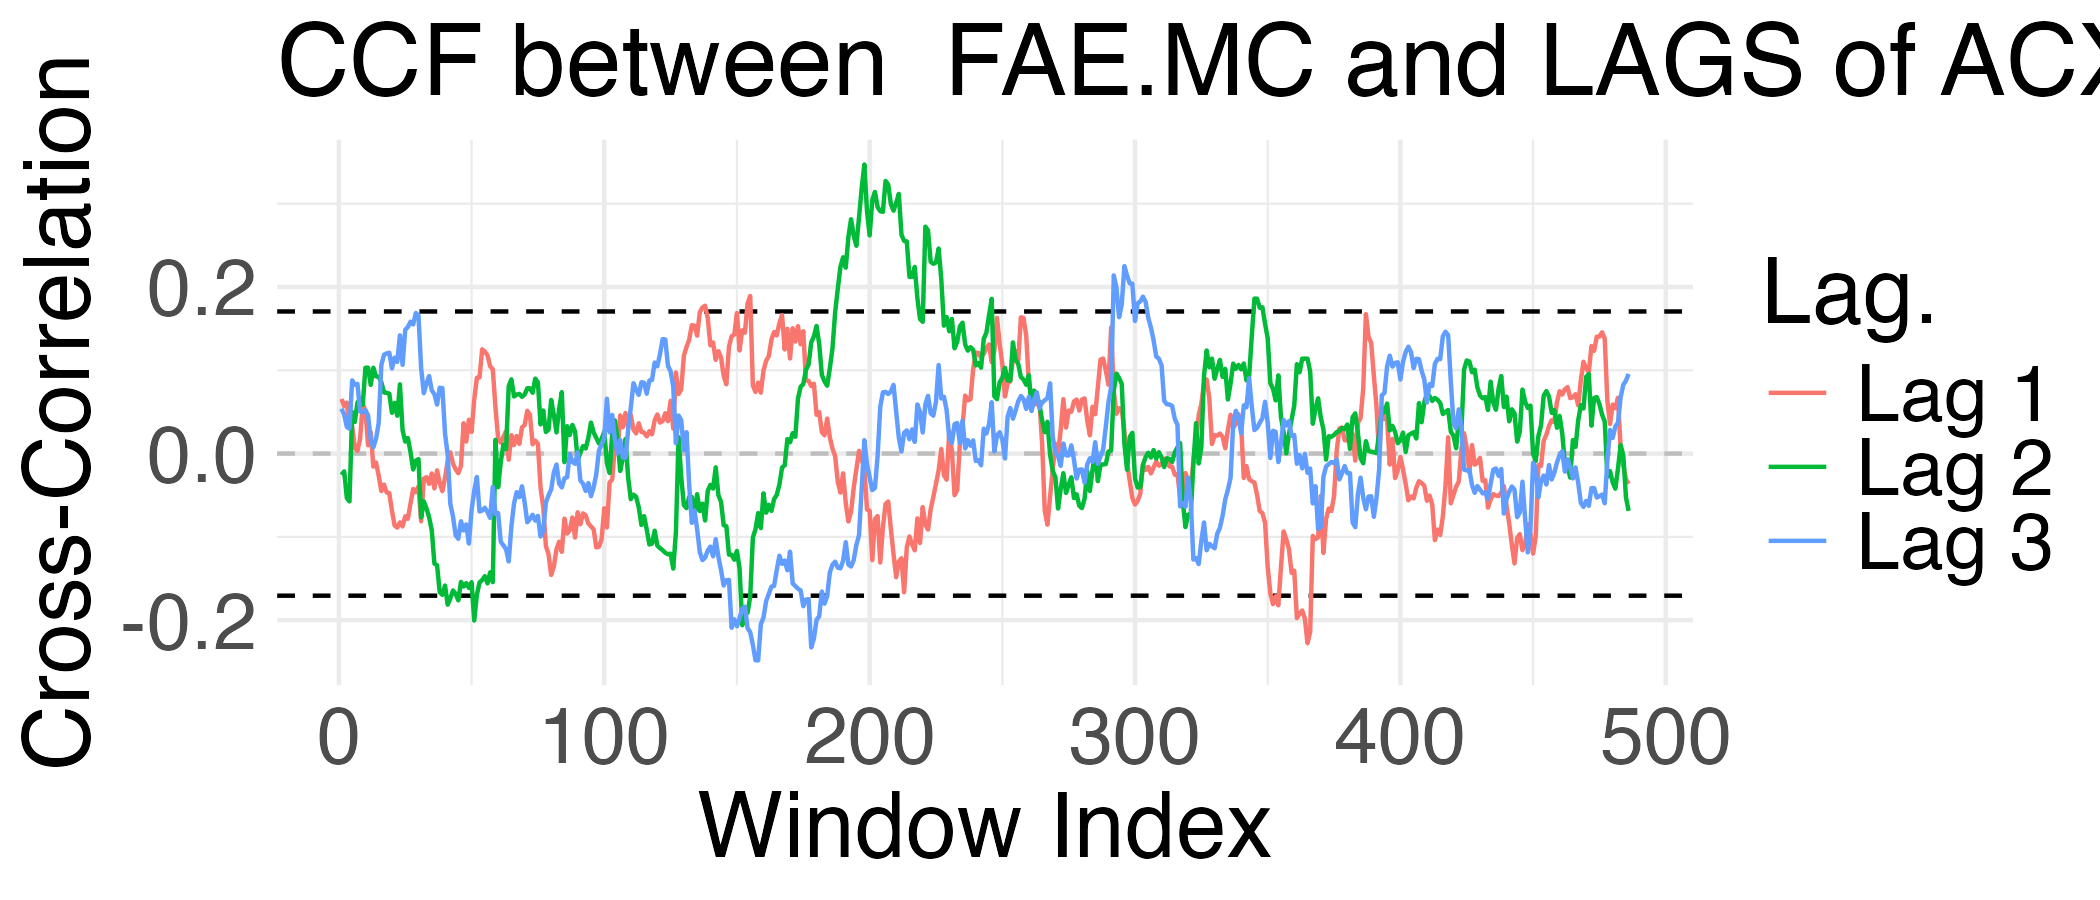 CCF between  FAE.MC and LAGS of ACX
Cross-Correlation
0.2
0.0
-0.2
0
100
200
300
400
500
Window Index
Lag.
Lag 1
Lag 2
Lag 3